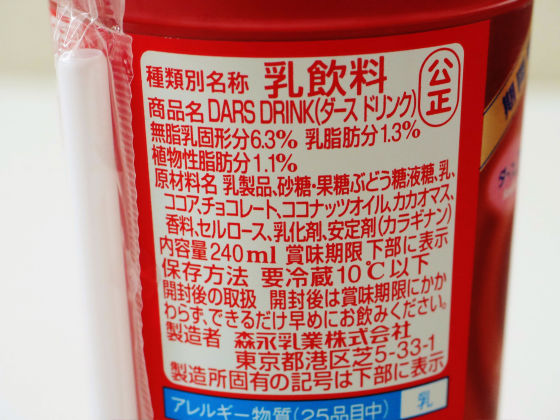 種類別名称 乳飲料
公正
商品名 DARS DRINK(ダース ドリンク)
無脂乳固形分6.3% 乳脂肪分1.3%
植物性脂肪分1.1%
原材料名 乳製品、砂糖・果糖ぶどう糖液糖、乳、
ココア、チョコレート、ココナッツオイル、カカオマス、
香料、セルロース、乳化剤、安定剤(カラギナン)
内容量240ml 賞味期限 下部に表示
保存方法 要冷蔵10℃以下
開封後の取扱 開封後は賞味期限にかか
わらず、できるだけ早めにお飲みください。
製造者 森永乳業株式会社
東京都港区芝5-33-1
製造所固有の記号は下部に表示
アレルギー物質(25品目中) 乳